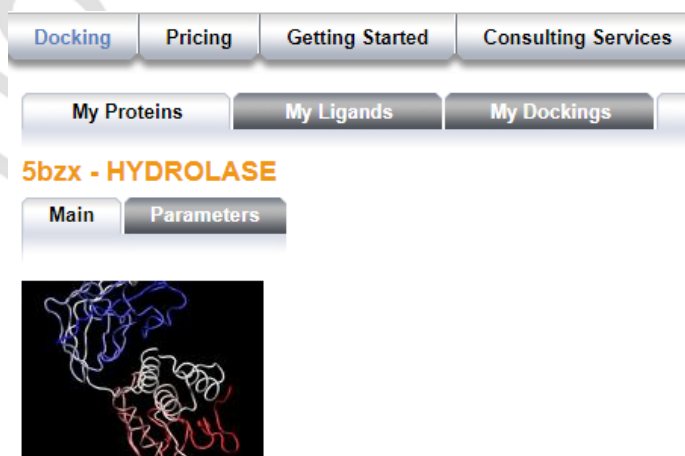 Docking Pricing Getting Started Consulting Services
My Proteins My Ligands My Dockings
5bzx - HYDROLASE
Main Parameters